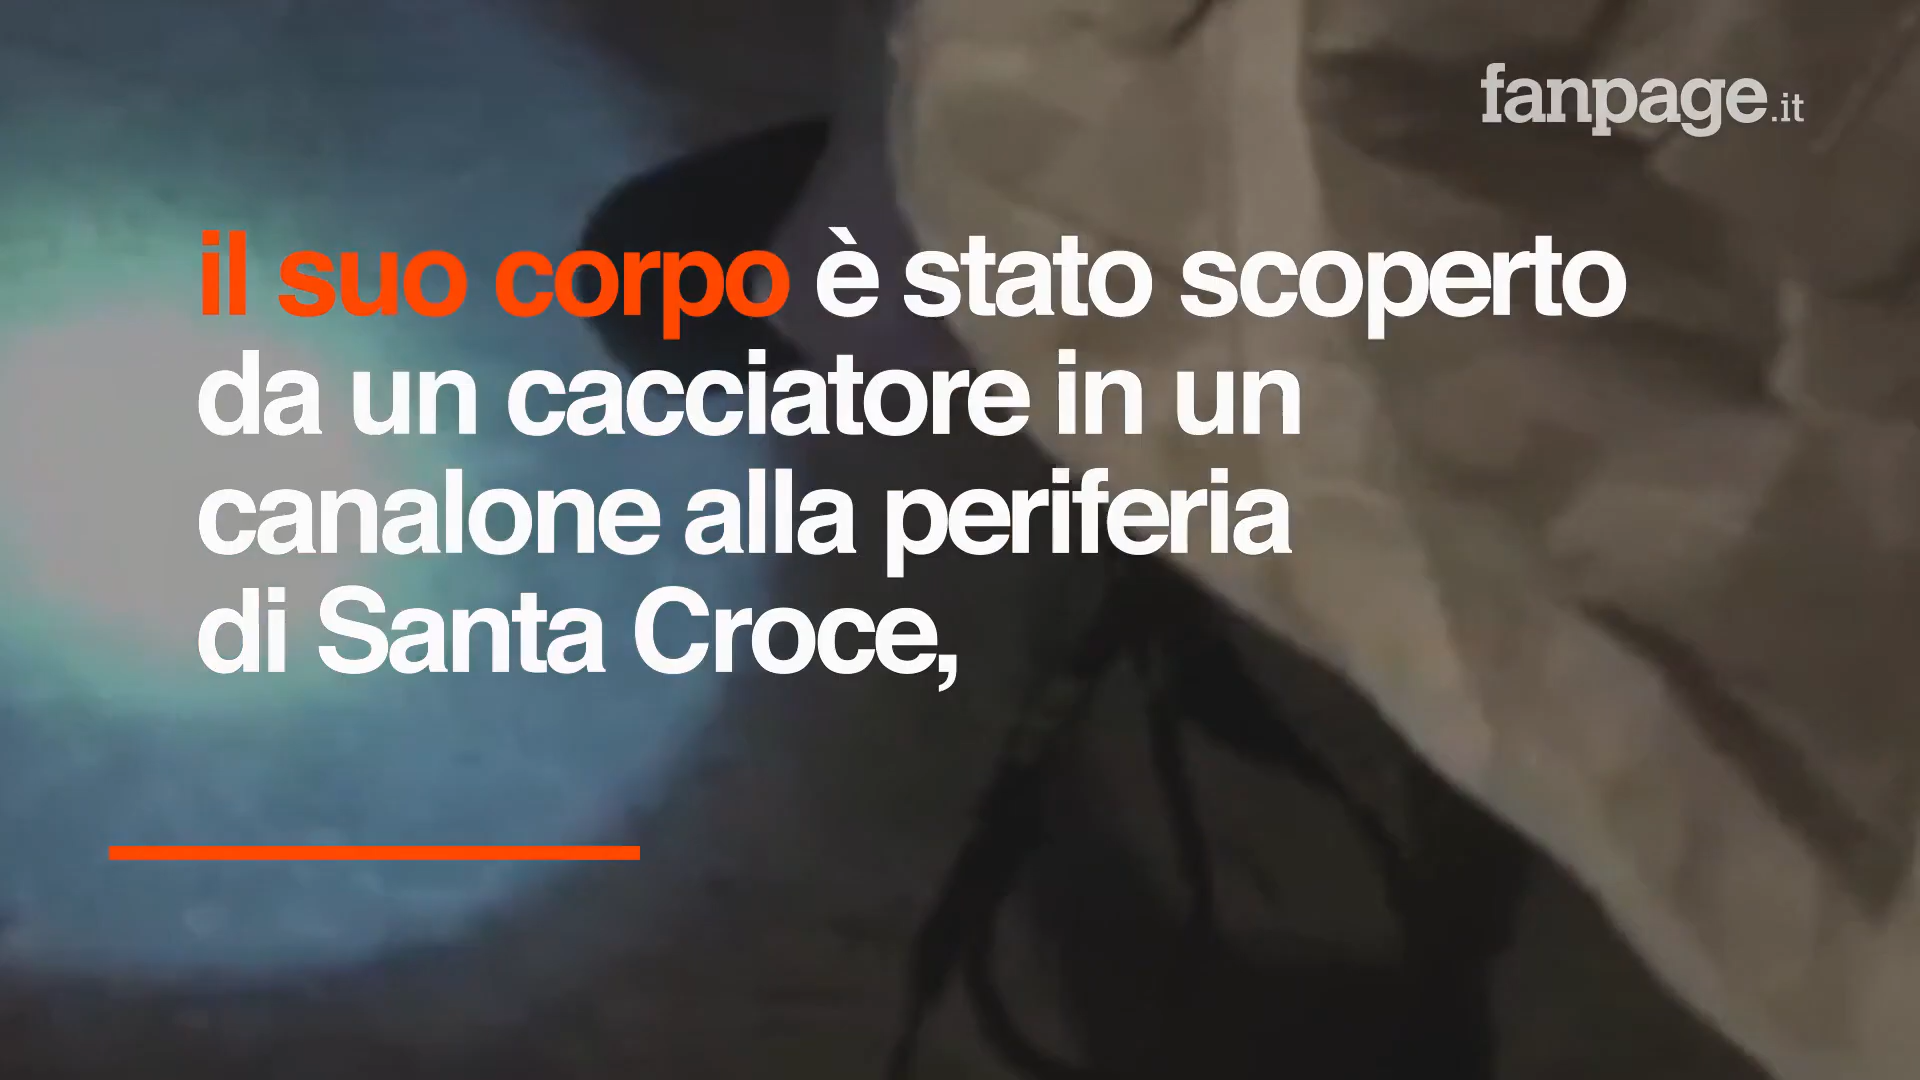 fanpage.it
il suo corpo è stato scoperto
da un cacciatore in un
canalone alla periferia
di Santa Croce,